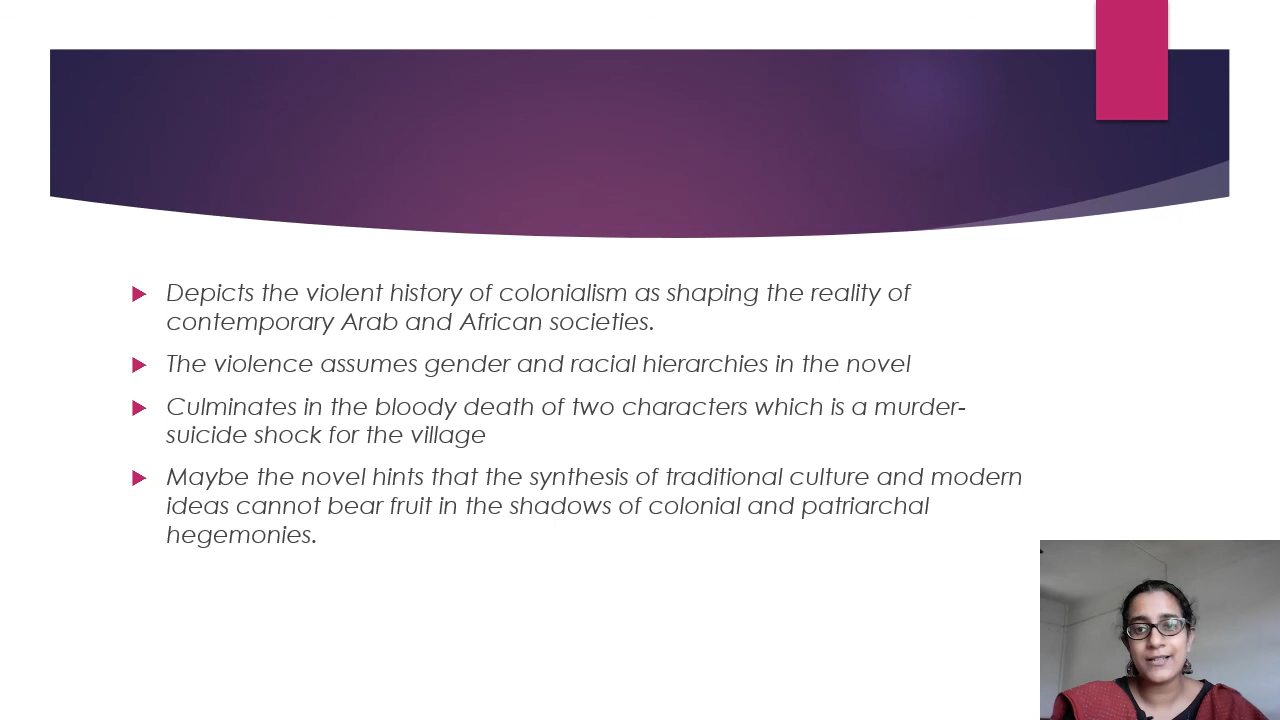 Depicts the violent history of colonialism as shaping the reality of
contemporary Arab and African societies.
The violence assumes gender and racial hierarchies in the novel
Culminates in the bloody death of two characters which is a murder-
suicide shock for the village
Maybe the novel hints that the synthesis of traditional culture and modern
ideas cannot bear fruit in the shadows of colonial and patriarchal
hegemonies.